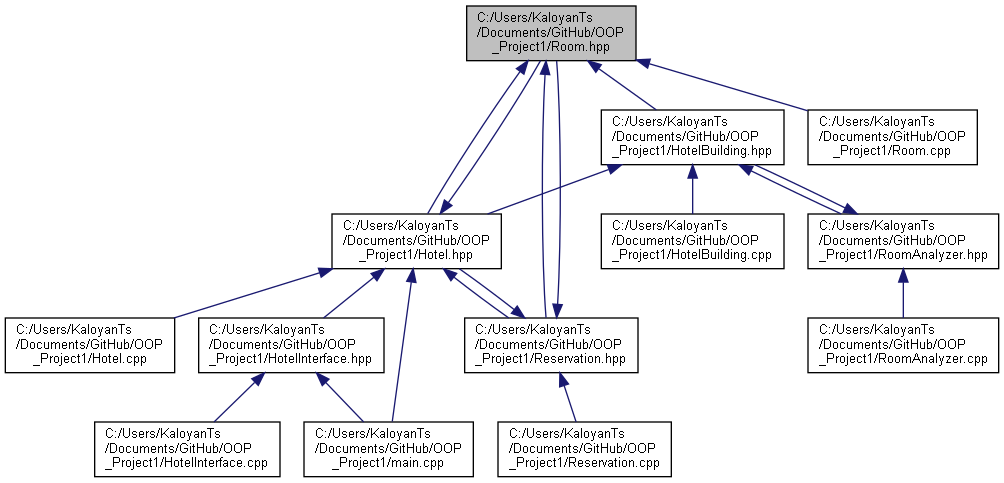 C:/Users/KaloyanTs
/Documents/GitHub/OOP
_Project1/Room.hpp
C:/Users/KaloyanTs
/Documents/GitHub/OOP
_Project1/HotelBuilding.hpp
C:/Users/KaloyanTs
/Documents/GitHub/OOP
_Project1/Room.cpp
C:/Users/KaloyanTs
/Documents/GitHub/OOP
_Project1/Hotel.hpp
C:/Users/KaloyanTs
/Documents/GitHub/OOP
_Project1/HotelBuilding.cpp
C:/Users/KaloyanTs
/Documents/GitHub/OOP
_Project1/RoomAnalyzer.hpp
C:/Users/KaloyanTs
/Documents/GitHub/OOP
_Project1/Hotel.cpp
C:/Users/KaloyanTs
/Documents/GitHub/OOP
_Project1/HotelInterface.hpp
C:/Users/KaloyanTs
/Documents/GitHub/OOP
_Project1/Reservation.hpp
C:/Users/KaloyanTs
/Documents/GitHub/OOP
_Project1/RoomAnalyzer.cpp
C:/Users/KaloyanTs
/Documents/GitHub/OOP
_Project1/HotelInterface.cpp
C:/Users/KaloyanTs
/Documents/GitHub/OOP
_Project1/main.cpp
C:/Users/KaloyanTs
/Documents/GitHub/OOP
_Project1/Reservation.cpp